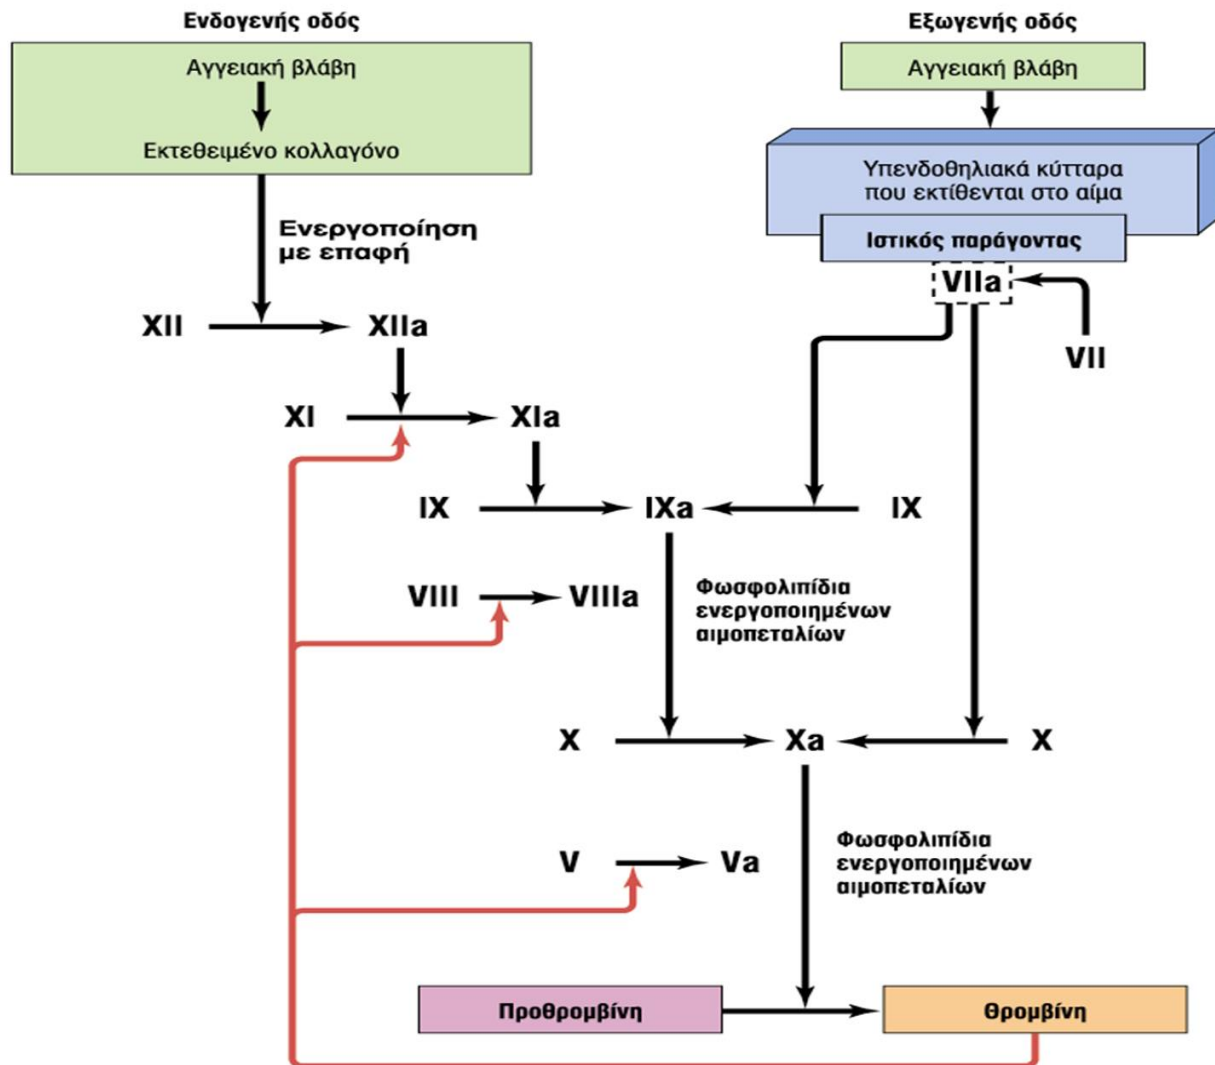 Ενδογενής οδός
Αγγειακή βλάβη
Εκτεθειμένο κολλαγόνο
Ενεργοποίηση
με επαφή
Εξωγενής οδός
Αγγειακή βλάβη
Υπενδοθηλιακά κύτταρα
που εκτίθενται στο αίμα
Ιστικός παράγοντας
VIIa
VII
XII
XIIa
XI
XIa
IX
IXa
IX
VIII
VIIIa
Φωσφολιπίδια
ενεργοποιημένων
αιμοπεταλίων
X
Xa
X
V
Va
Φωσφολιπίδια
ενεργοποιημένων
αιμοπεταλίων
Προθρομβίνη
Θρομβίνη